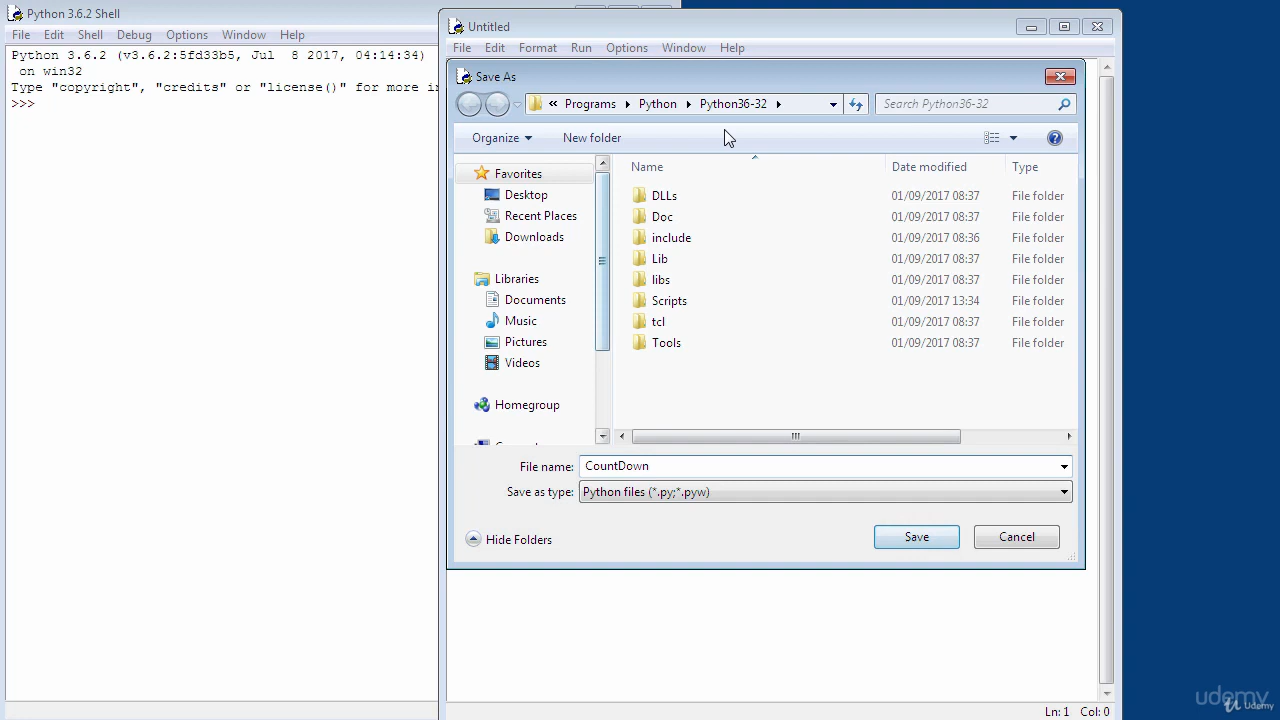 Python 3.6.2 Shell
File Edit Shell Debug Options Window Help
Python 3.6.2 (v3.6.2:5fd33b5, Jul 8 2017, 04:14:34)
on win32
Type "copyright", "credits" or "license()" for more in
>>>
Untitled
File Edit Format Run Options Window Help
Save As
« Programs Python Python36-32
Search Python36-32
Organize New folder
Favorites
Desktop
Recent Places
Downloads
Libraries
Documents
Music
Pictures
Videos
Homegroup
Name Date modified Type
DLLs 01/09/2017 08:37 File folder
Doc 01/09/2017 08:37 File folder
include 01/09/2017 08:36 File folder
Lib 01/09/2017 08:37 File folder
libs 01/09/2017 08:37 File folder
Scripts 01/09/2017 13:34 File folder
tcl 01/09/2017 08:37 File folder
Tools 01/09/2017 08:37 File folder
File name: CountDown
Save as type: Python files (*.py;*.pyw)
Hide Folders Save Cancel
Ln: 1 Col: 0
udemy
Udemy